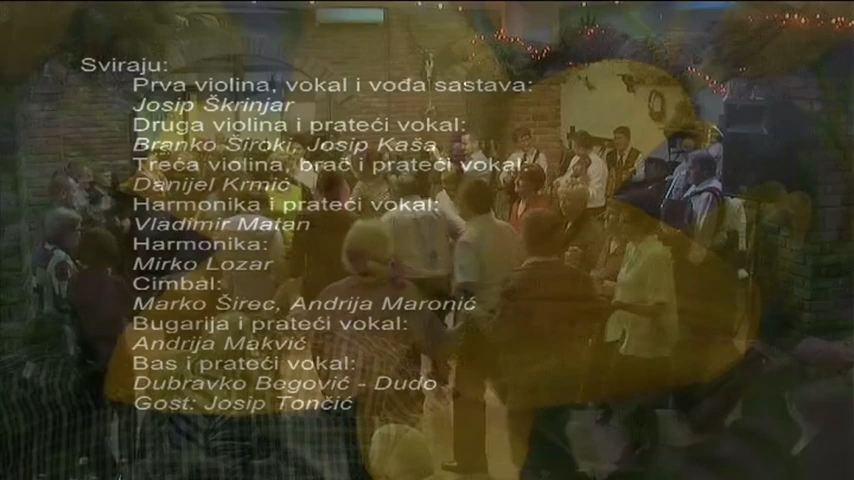 Sviraju:
Prva violina, vokal i vođa sastava:
Josip Škrinjar
Druga violina i prateći vokal:
Branko Široki, Josip Kaša
Treća violina, brač i prateći vokal:
Danijel Krmić
Harmonika i prateći vokal:
Vladimir Matan
Harmonika:
Mirko Lozar
Cimbal:
Marko Širec, Andrija Maronić
Bugarija i prateći vokal:
Andrija Makvić
Bas i prateći vokal:
Dubravko Begović - Dudo
Gost: Josip Tončić